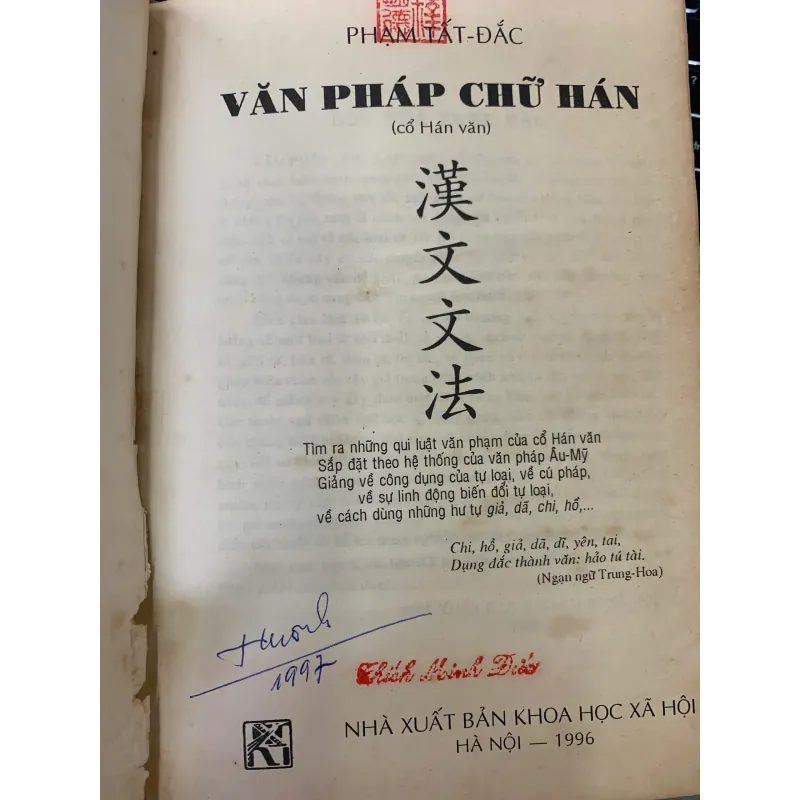 PHẠM TẤT-ĐẮC
VĂN PHÁP CHỮ HÁN
(cổ Hán văn)
漢
文
文
法
Tìm ra những qui luật văn phạm của cổ Hán văn
Sắp đặt theo hệ thống của văn pháp Âu-Mỹ
Giảng về công dụng của tự loại, về cú pháp,
về sự linh động biến đổi tự loại,
về cách dùng những hư tự giả, dã, chi, hồ,...
Chi, hồ, giả, dã, dĩ, yên, tai,
Dụng đắc thành văn: hảo tú tài.
(Ngạn ngữ Trung-Hoa)
1997
Thích Minh Đức
NHÀ XUẤT BẢN KHOA HỌC XÃ HỘI
HÀ NỘI — 1996